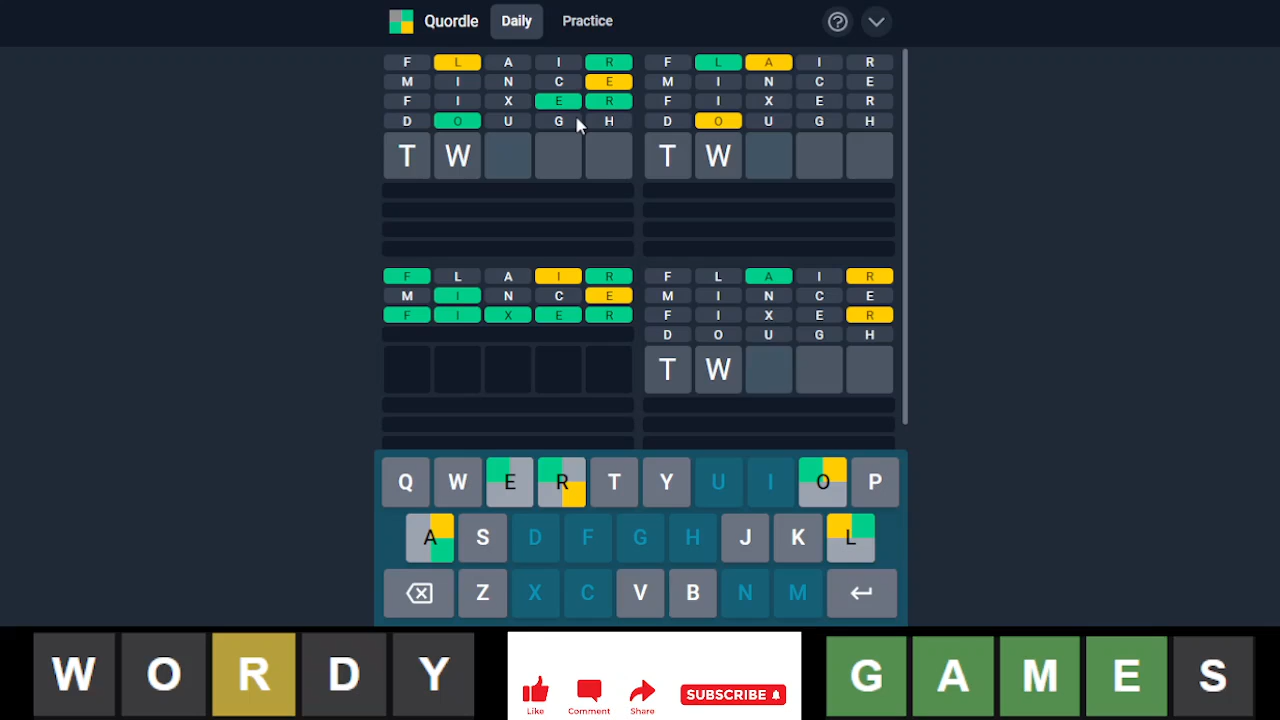 Quordle Daily Practice
F L A I R F L A I R
M I N C E M I N C E
F I X E R F I X E R
D O U G H D O U G H
T W T W
F L A I R F L A I R
M I N C E M I N C E
F I X E R F I X E R
D O U G H
T W
Q W E R T Y U I O P
A S D F G H J K L
Z X C V B N M
W O R D Y G A M E S
Like Comment Share SUBSCRIBE